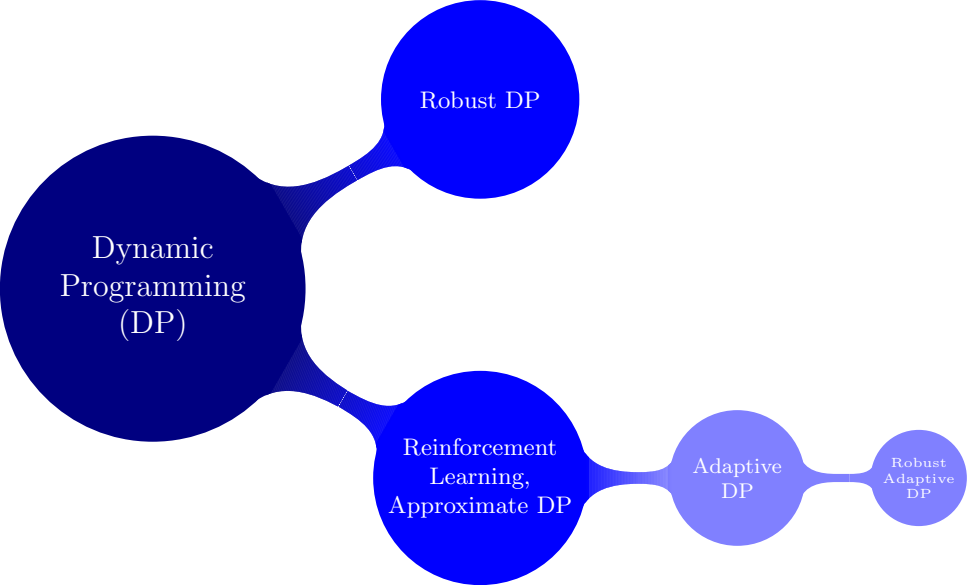 Robust DP
Dynamic
Programming
(DP)
Reinforcement
Learning,
Approximate DP
Adaptive
DP
Robust
Adaptive
DP